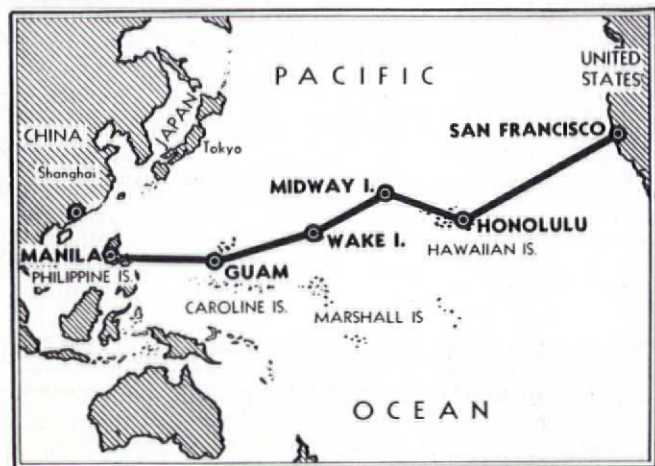 PACIFIC
UNITED
STATES
CHINA
JAPAN
Tokyo
Shanghai
SAN FRANCISCO
MIDWAY I.
HONOLULU
WAKE I.
HAWAIIAN IS.
MANILA
GUAM
PHILIPPINE IS.
CAROLINE IS.
MARSHALL IS
OCEAN